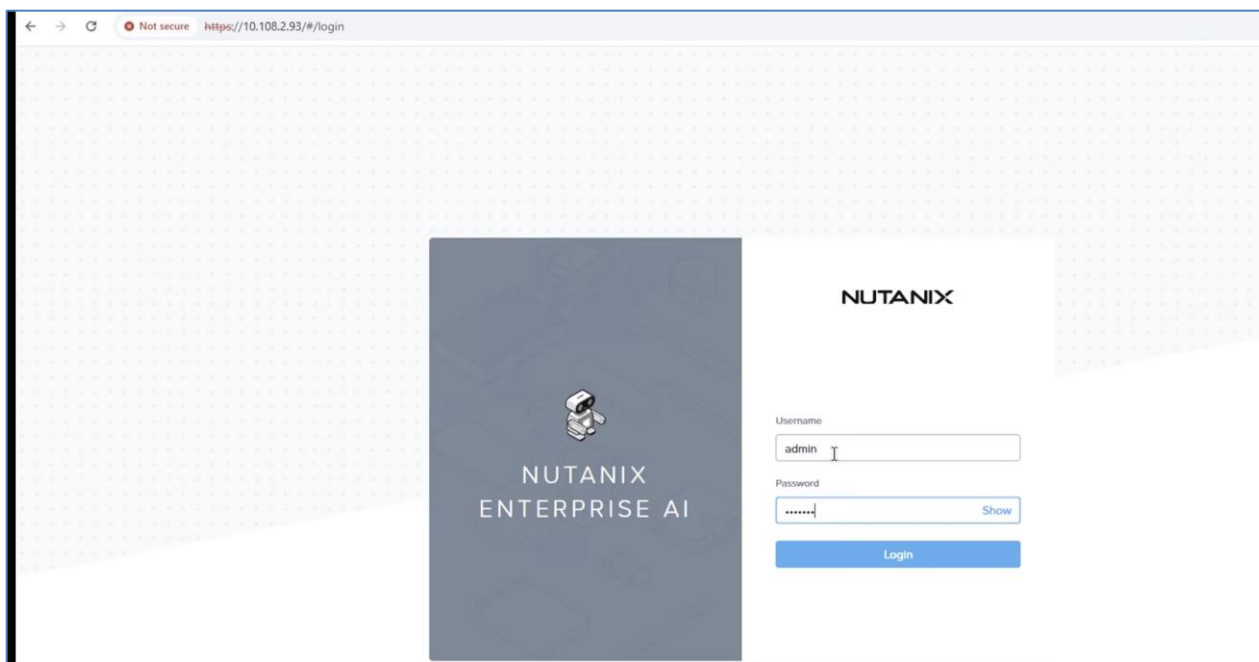 Not secure https://10.108.2.93/#/login
NUTANIX
ENTERPRISE AI
NUTANIX
Username
admin
Password
•••••••
Show
Login